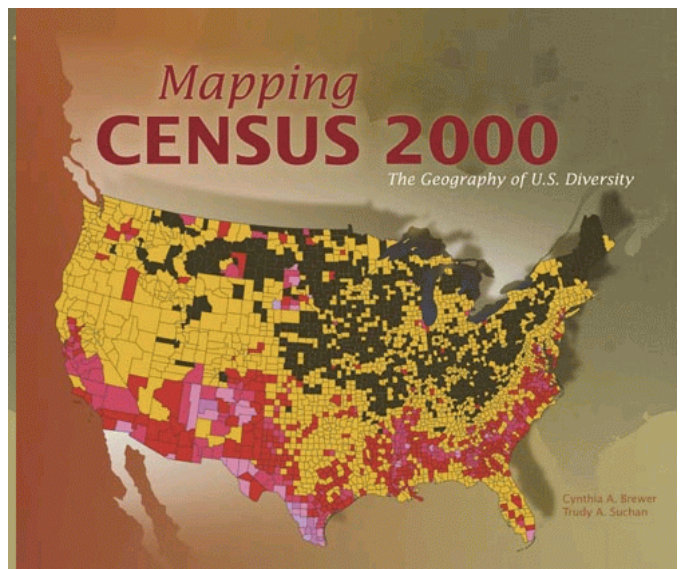 Mapping
CENSUS 2000
The Geography of U.S. Diversity
Cynthia A. Brewer
Trudy A. Suchan